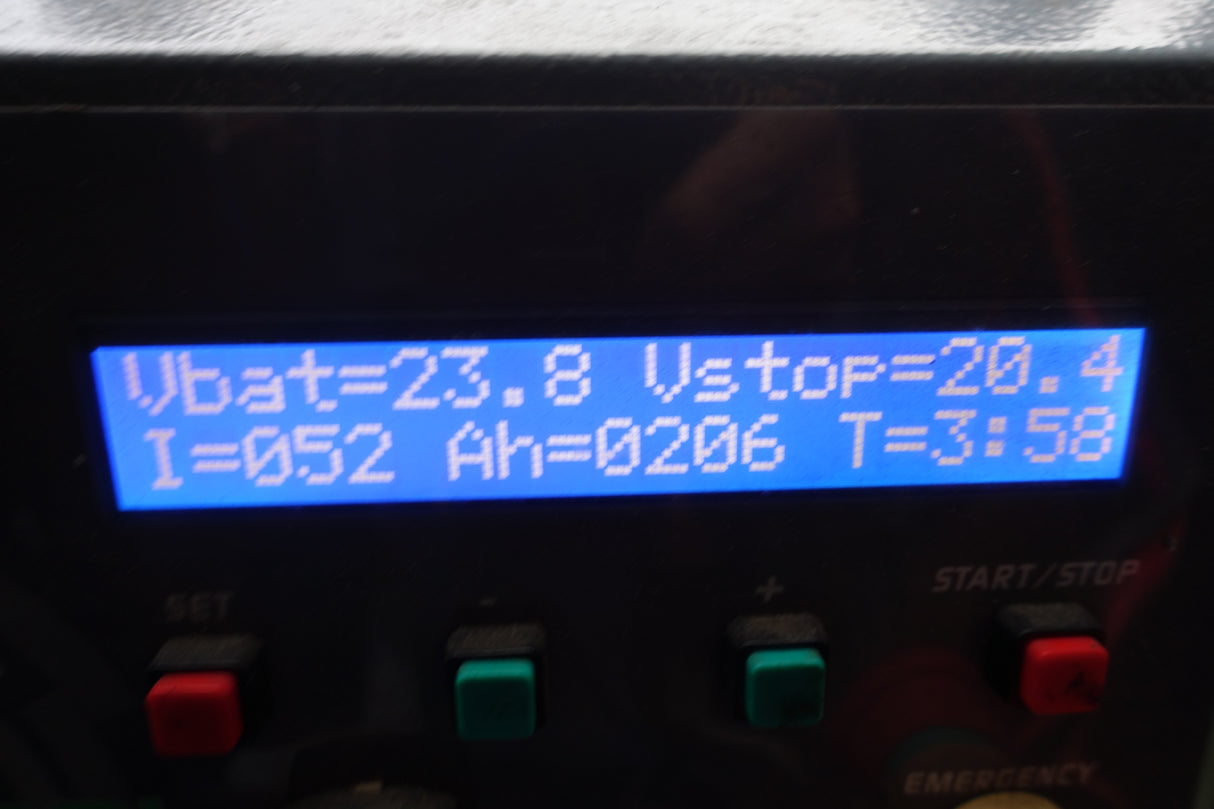 Vbat=23.8 Vstop=20.4
I=052 Ah=0206 T=3:58
SET
-
+
START/STOP
EMERGENCY